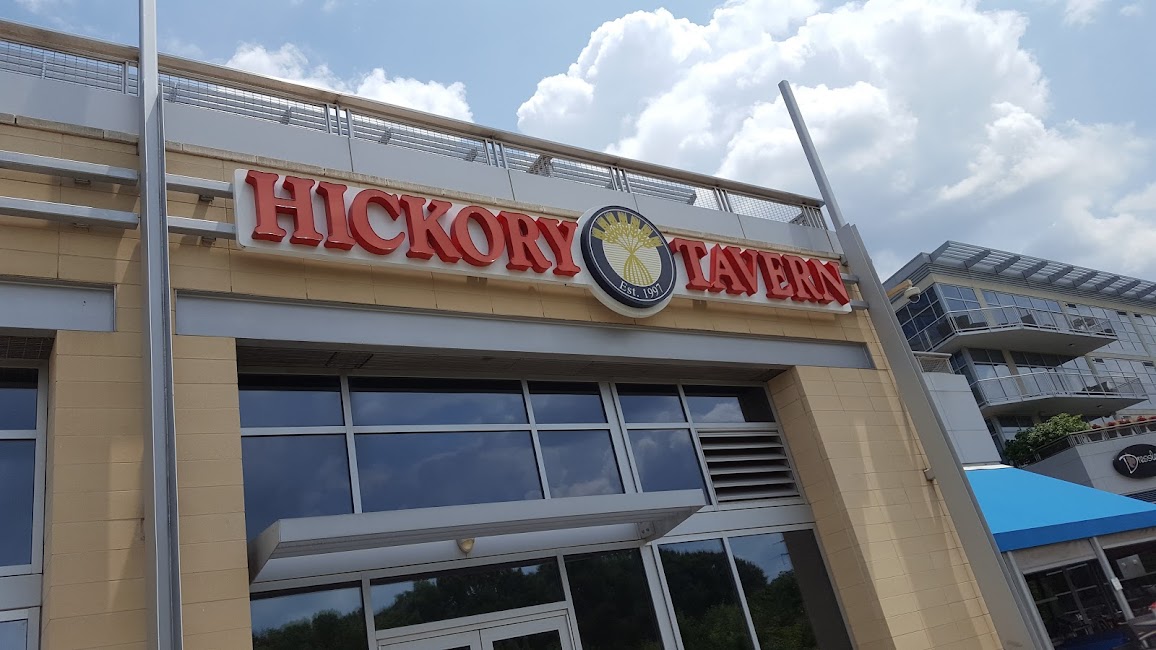 HICKORY TAVERN
Est. 1997